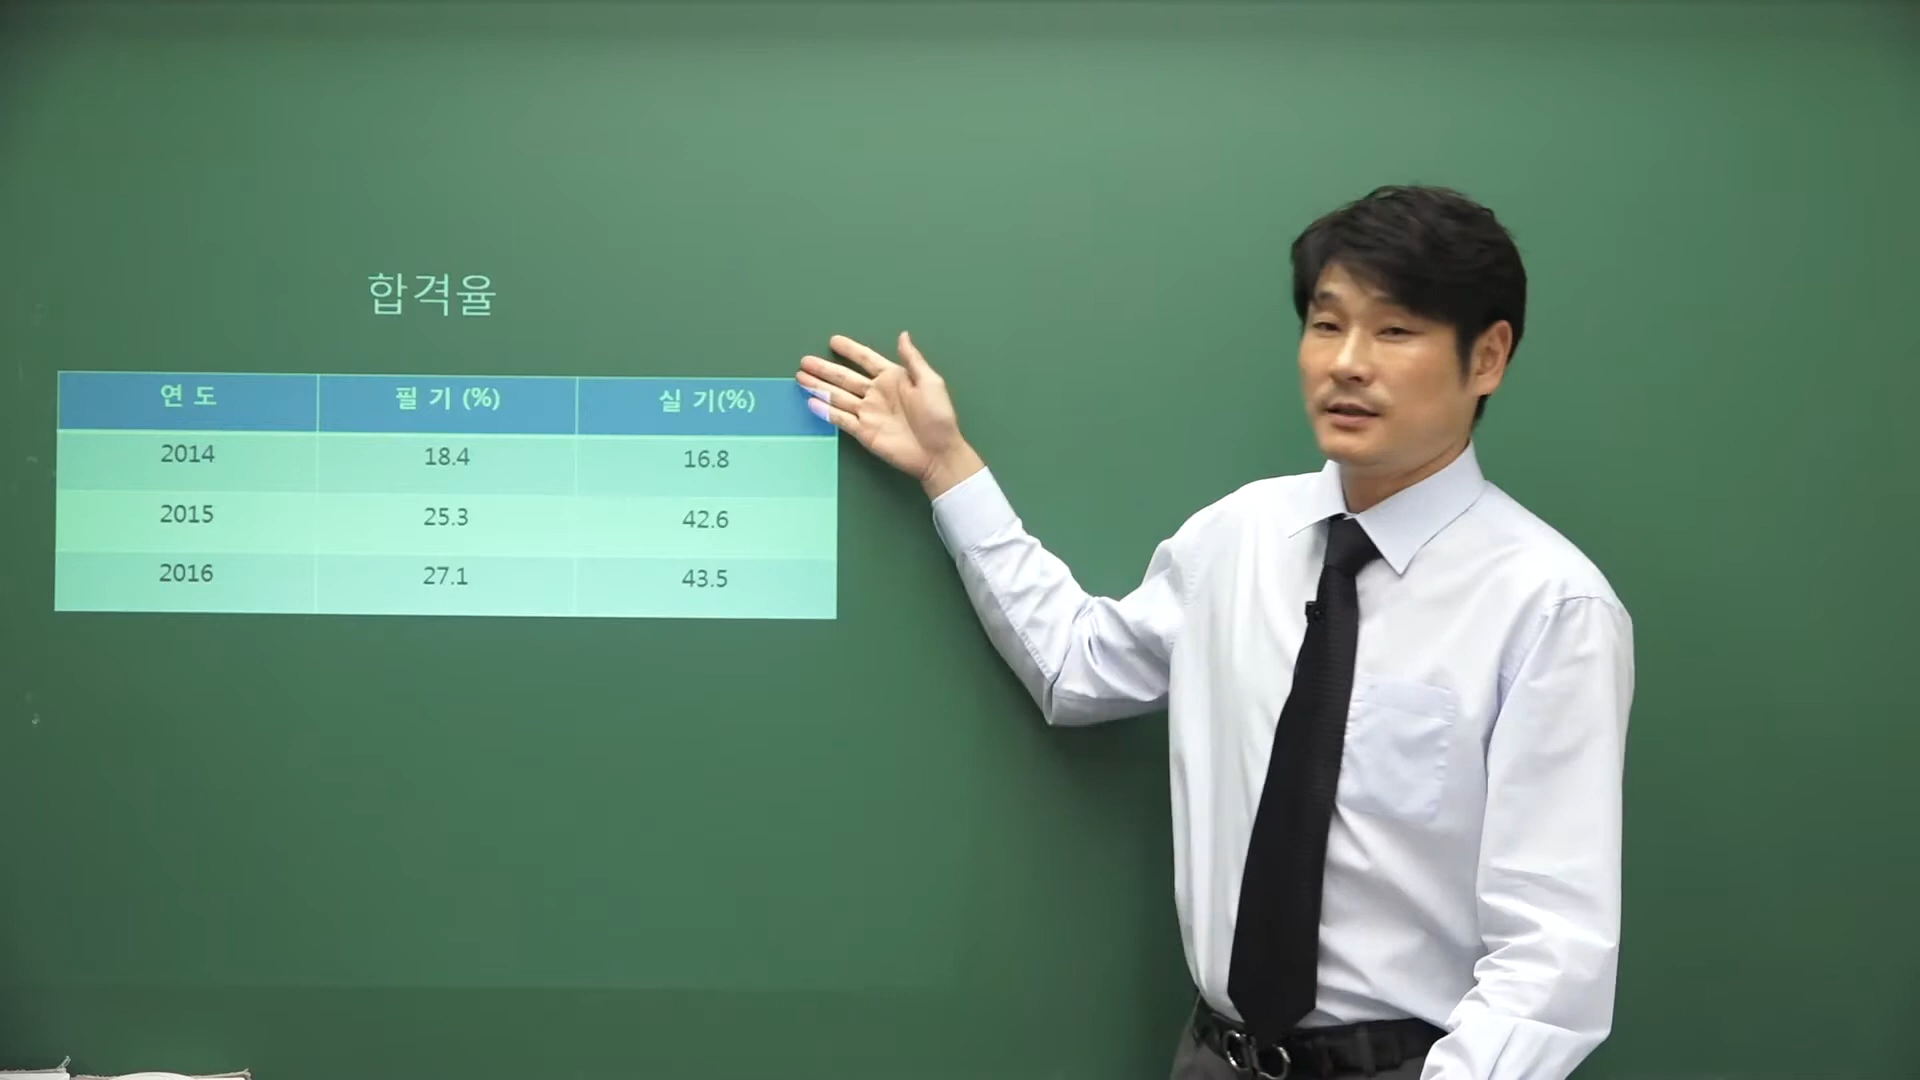 합격율
연 도 필 기 (%) 실 기(%)
2014 18.4 16.8
2015 25.3 42.6
2016 27.1 43.5